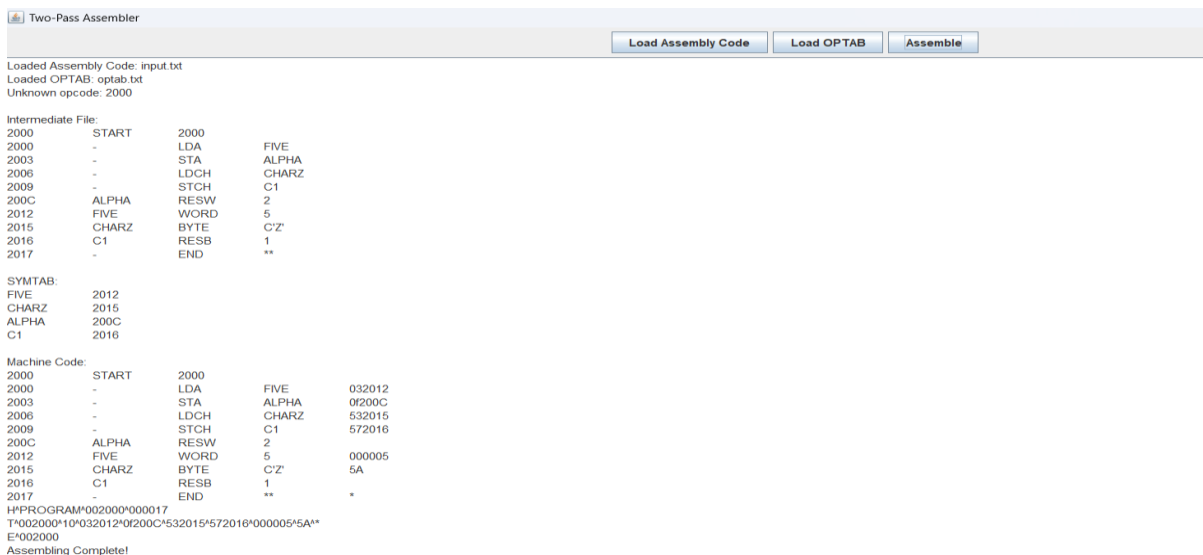 Two-Pass Assembler
Load Assembly Code Load OPTAB Assemble
Loaded Assembly Code: input.txt
Loaded OPTAB: optab.txt
Unknown opcode: 2000
Intermediate File:
2000 START 2000
2000 - LDA FIVE
2003 - STA ALPHA
2006 - LDCH CHARZ
2009 - STCH C1
200C ALPHA RESW 2
2012 FIVE WORD 5
2015 CHARZ BYTE C'Z'
2016 C1 RESB 1
2017 - END **
SYMTAB:
FIVE 2012
CHARZ 2015
ALPHA 200C
C1 2016
Machine Code:
2000 START 2000
2000 - LDA FIVE 032012
2003 - STA ALPHA 0f200C
2006 - LDCH CHARZ 532015
2009 - STCH C1 572016
200C ALPHA RESW 2
2012 FIVE WORD 5 000005
2015 CHARZ BYTE C'Z' 5A
2016 C1 RESB 1
2017 - END ** *
H^PROGRAM^002000^000017
T^002000^10^032012^0f200C^532015^572016^000005^5A^*
E^002000
Assembling Complete!